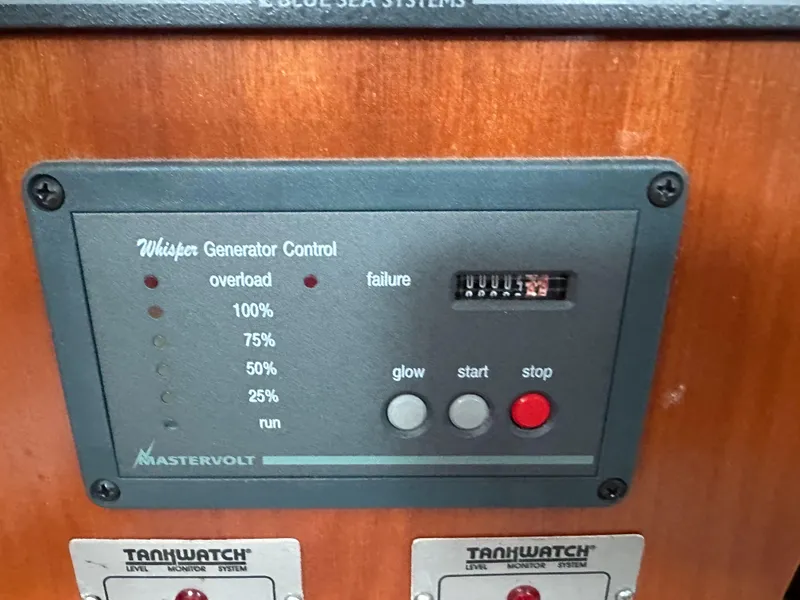 BLUE SEA SYSTEMS
Whisper Generator Control
overload failure
100%
75%
50%
25%
run
glow start stop
MASTERVOLT
TANKWATCH®
LEVEL MONITOR SYSTEM
TANKWATCH®
LEVEL MONITOR SYSTEM